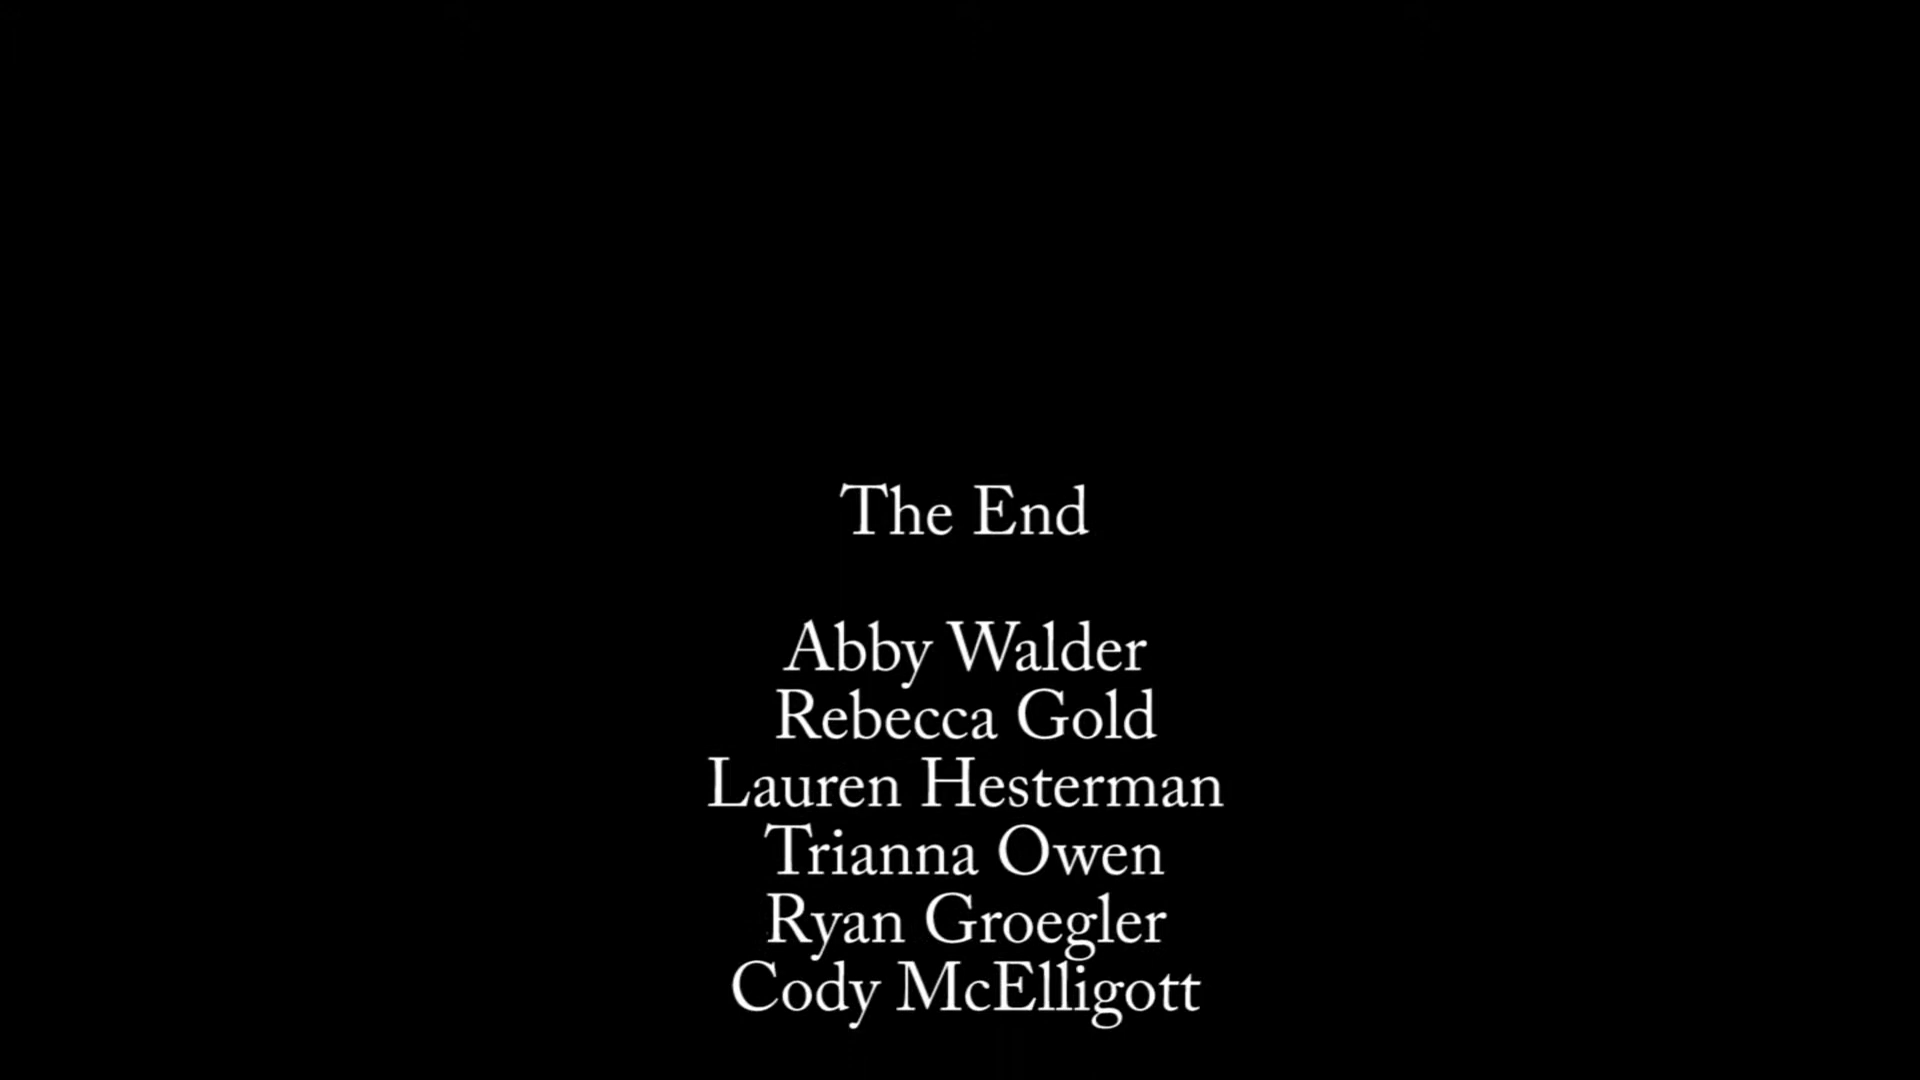 The End
Abby Walder
Rebecca Gold
Lauren Hesterman
Trianna Owen
Ryan Groegler
Cody McElligott